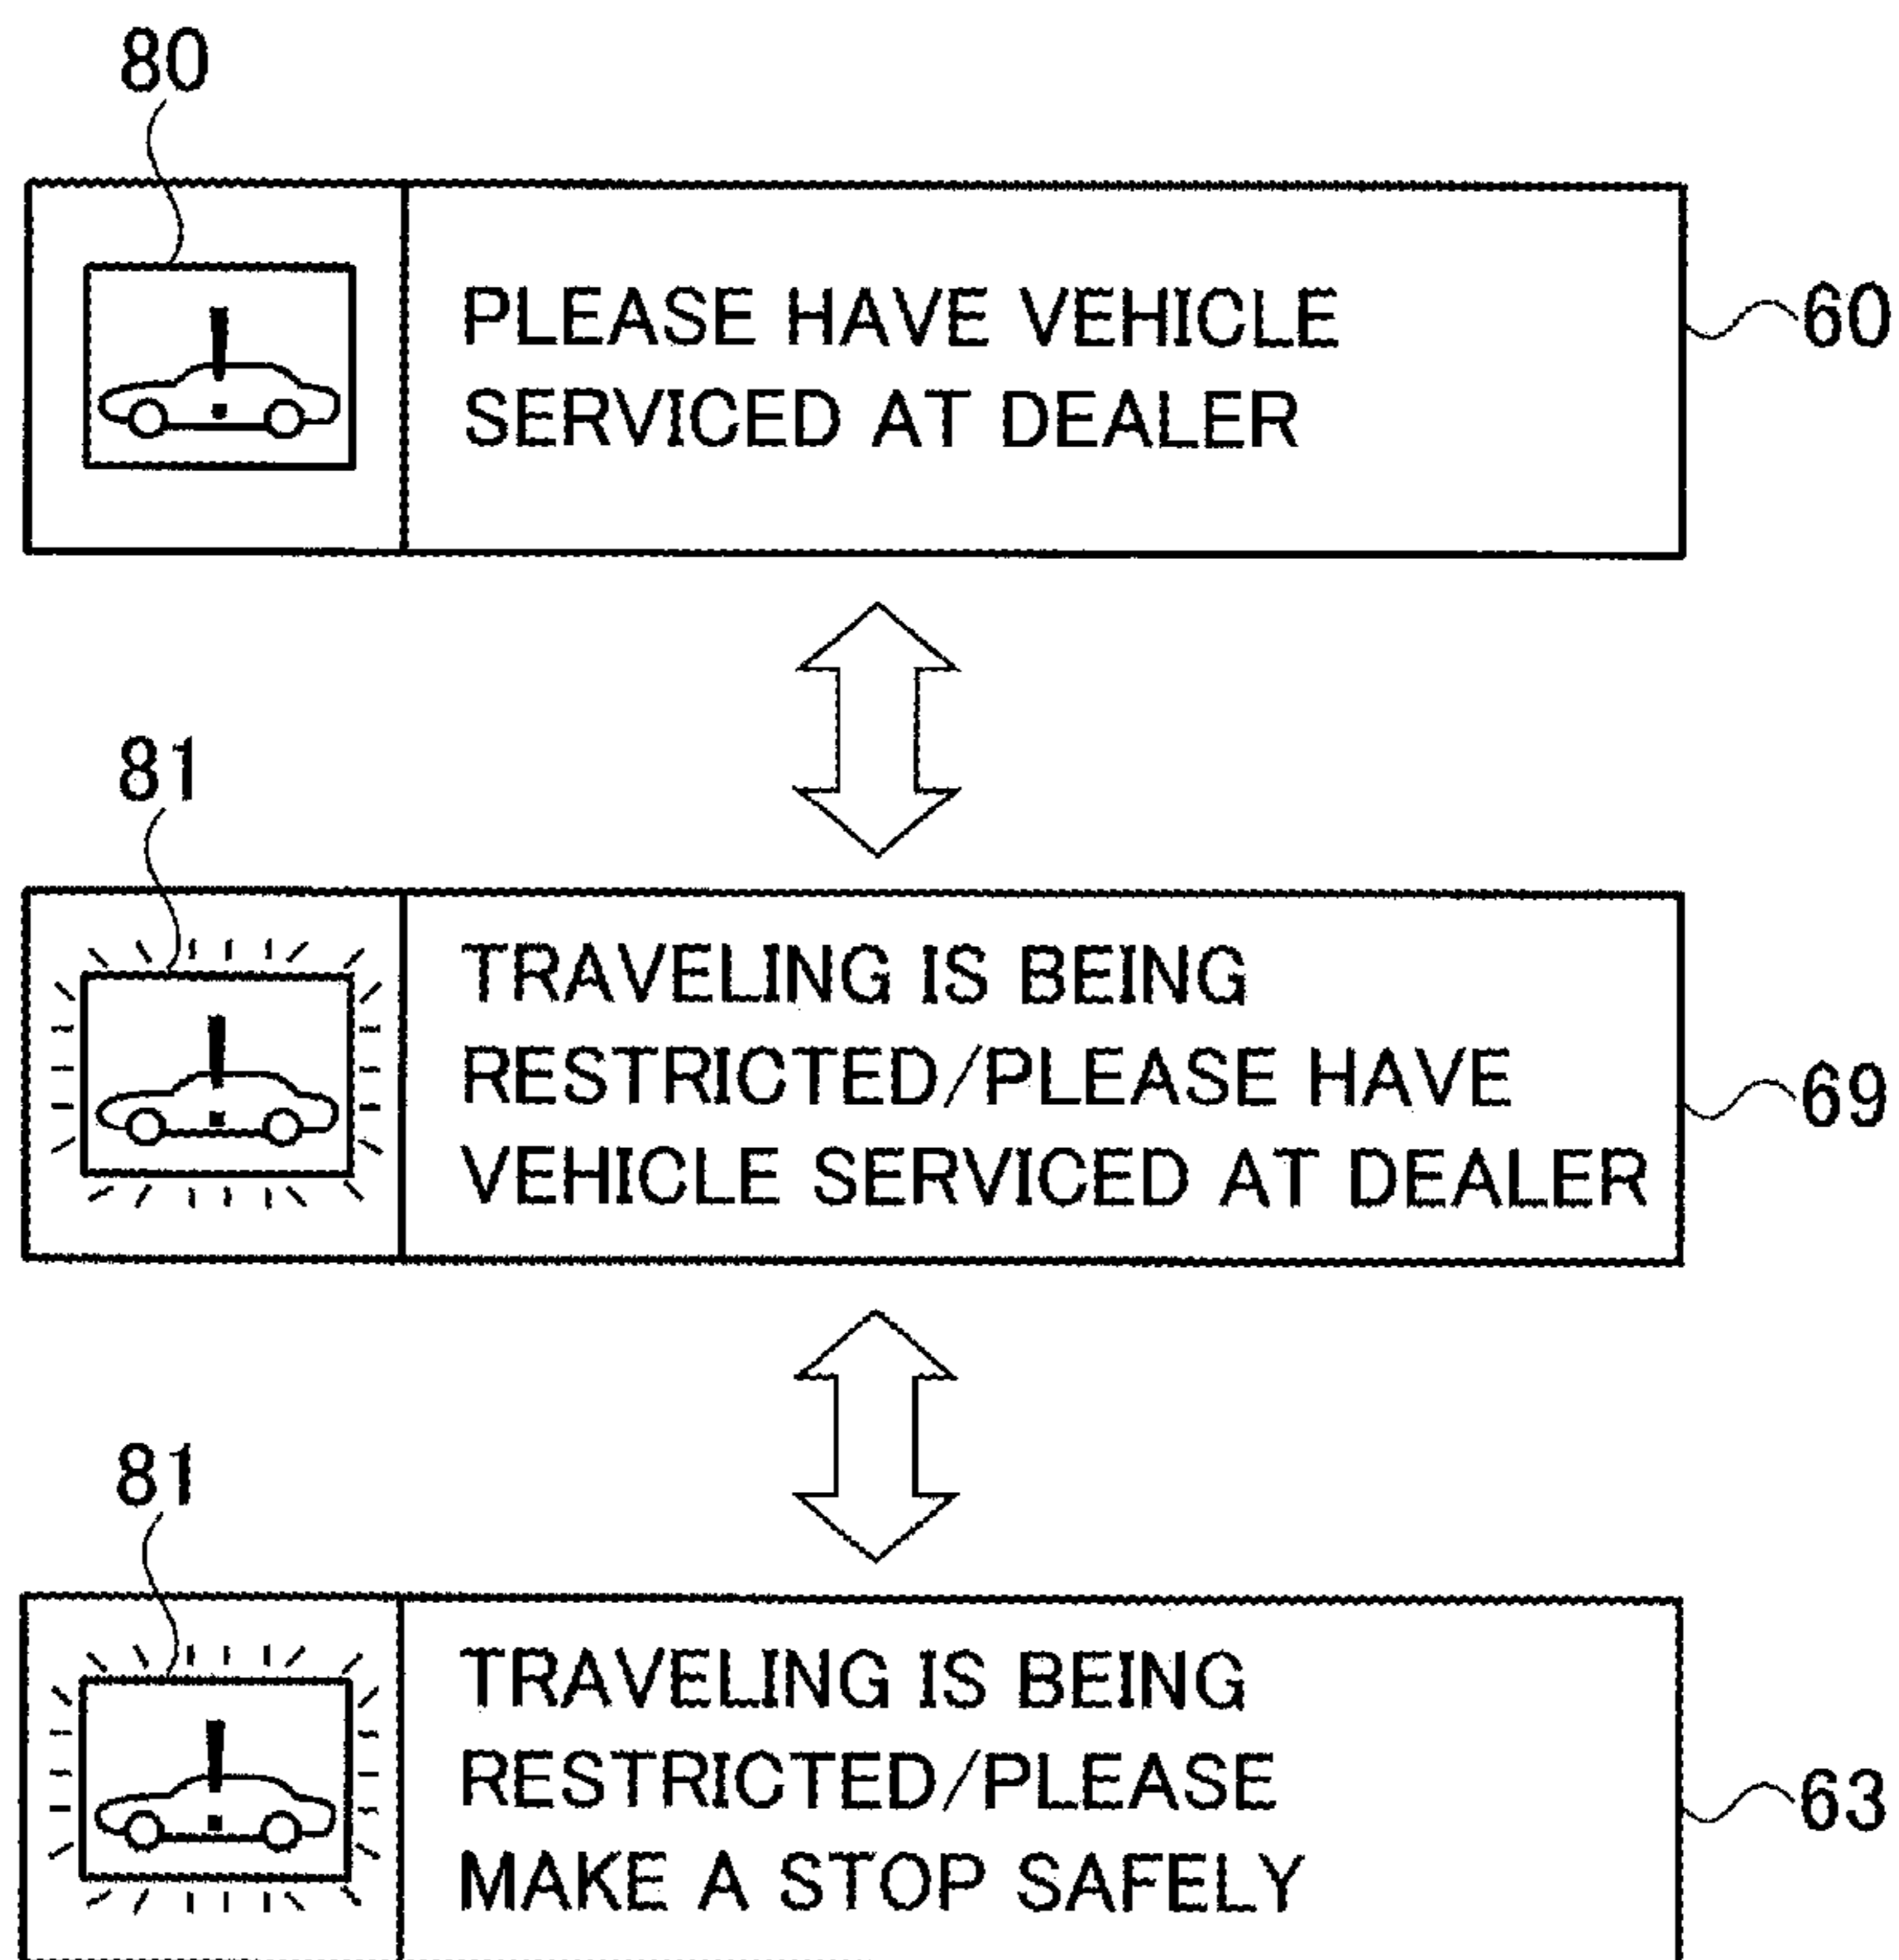 80
PLEASE HAVE VEHICLE
SERVICED AT DEALER
60
81
TRAVELING IS BEING
RESTRICTED/PLEASE HAVE
VEHICLE SERVICED AT DEALER
69
81
TRAVELING IS BEING
RESTRICTED/PLEASE
MAKE A STOP SAFELY
63